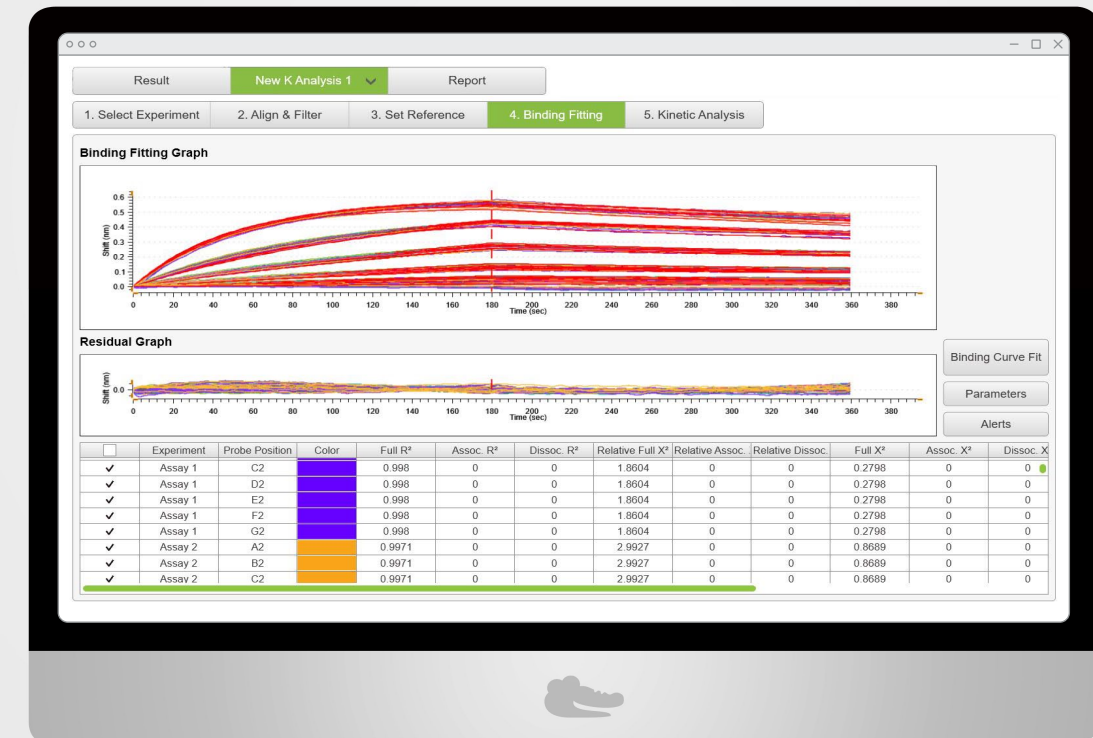 Result New K Analysis 1 Report
1. Select Experiment 2. Align & Filter 3. Set Reference 4. Binding Fitting 5. Kinetic Analysis
Binding Fitting Graph
0.6
0.5
0.4
0.3
0.2
0.1
0.0
Shift (nm)
0 20 40 60 80 100 120 140 160 180 200 220 240 260 280 300 320 340 360 380
Time (sec)
Residual Graph
Binding Curve Fit
Parameters
Alerts
Shift (nm)
0.0
0 20 40 60 80 100 120 140 160 180 200 220 240 260 280 300 320 340 360 380
Time (sec)
Experiment Probe Position Color Full R² Assoc. R² Dissoc. R² Relative Full X² Relative Assoc. Relative Dissoc. Full X² Assoc. X² Dissoc. X
Assay 1 C2 0.998 0 0 1.8604 0 0 0.2798 0 0
Assay 1 D2 0.998 0 0 1.8604 0 0 0.2798 0 0
Assay 1 E2 0.998 0 0 1.8604 0 0 0.2798 0 0
Assay 1 F2 0.998 0 0 1.8604 0 0 0.2798 0 0
Assay 1 G2 0.998 0 0 1.8604 0 0 0.2798 0 0
Assay 2 A2 0.9971 0 0 2.9927 0 0 0.8689 0 0
Assay 2 B2 0.9971 0 0 2.9927 0 0 0.8689 0 0
Assay 2 C2 0.9971 0 0 2.9927 0 0 0.8689 0 0